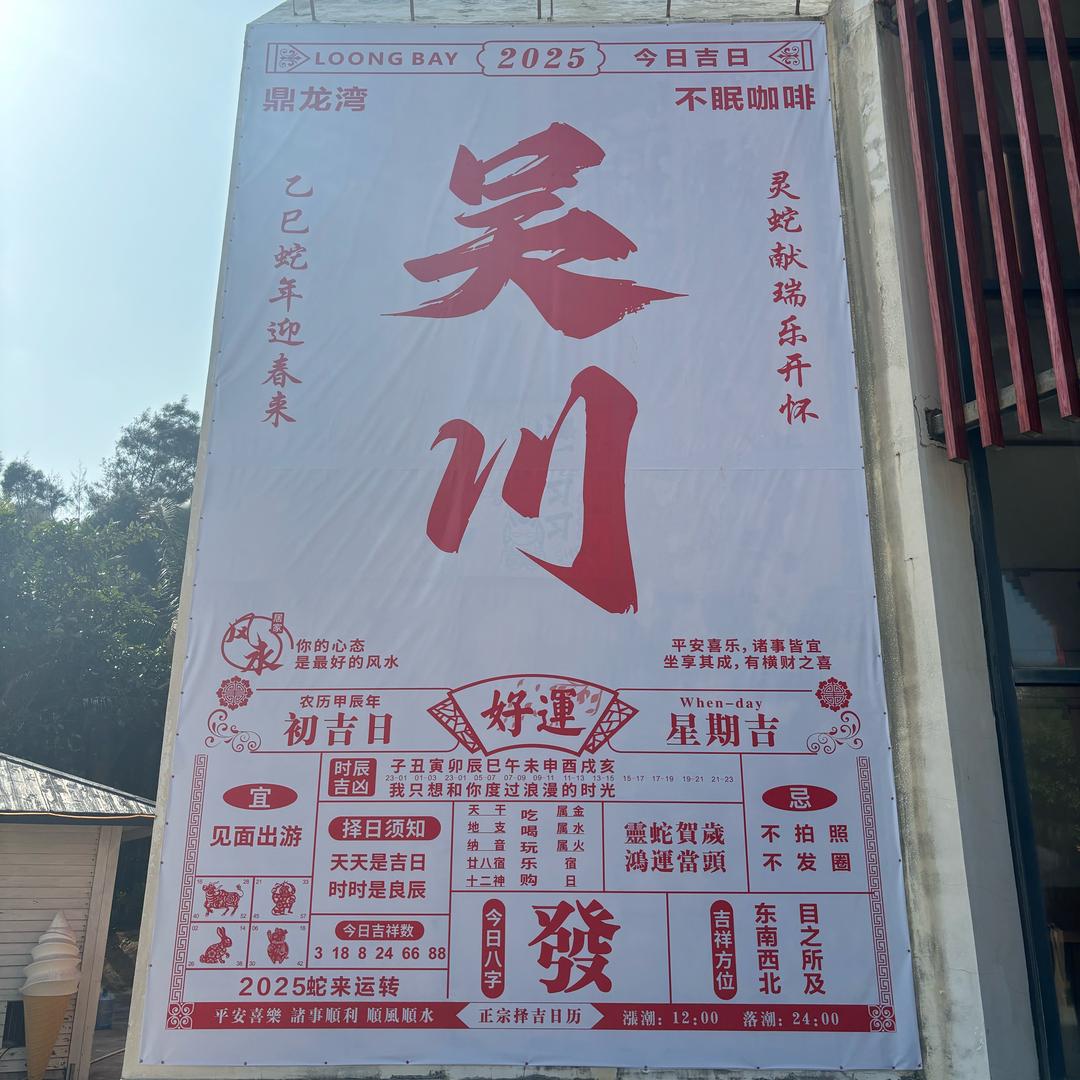 LOONG BAY 2025 今日吉日
鼎龙湾
不眠咖啡
吴川
乙巳蛇年迎春来
灵蛇献瑞乐开怀
风水
居家
你的心态
是最好的风水
平安喜乐，诸事皆宜
坐享其成，有横财之喜
农历甲辰年
初吉日
好運
When-day
星期吉
宜
见面出游
时辰吉凶
子丑寅卯辰巳午未申酉戌亥
23-01 01-03 23-01 05-07 07-09 09-11 11-13 13-15 15-17 17-19 19-21 21-23
我只想和你度过浪漫的时光
忌
不拍照
不发圈
择日须知
天天是吉日
时时是良辰
天干
地支
纳音
廿八宿
十二神
吃喝玩乐购
属金
属水
属火
宿
日
靈蛇賀歲
鴻運當頭
今日吉祥数
3 18 8 24 66 88
2025蛇来运转
今日八字
發
吉祥方位
东南西北
目之所及
平安喜樂 諸事順利 順風順水
正宗择吉日历
漲潮：12:00 落潮：24:00